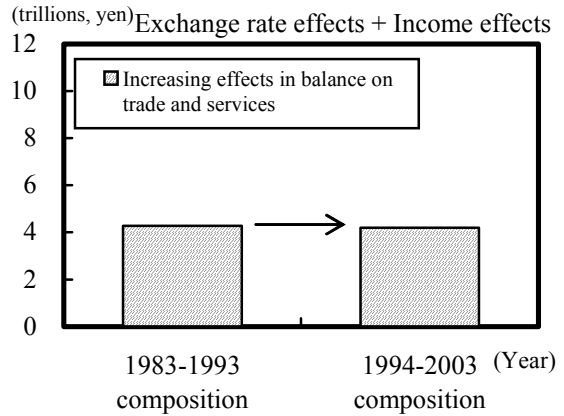 (trillions, yen) Exchange rate effects + Income effects
12
Increasing effects in balance on
trade and services
10
8
6
4
2
0
1983-1993 1994-2003 (Year)
composition composition